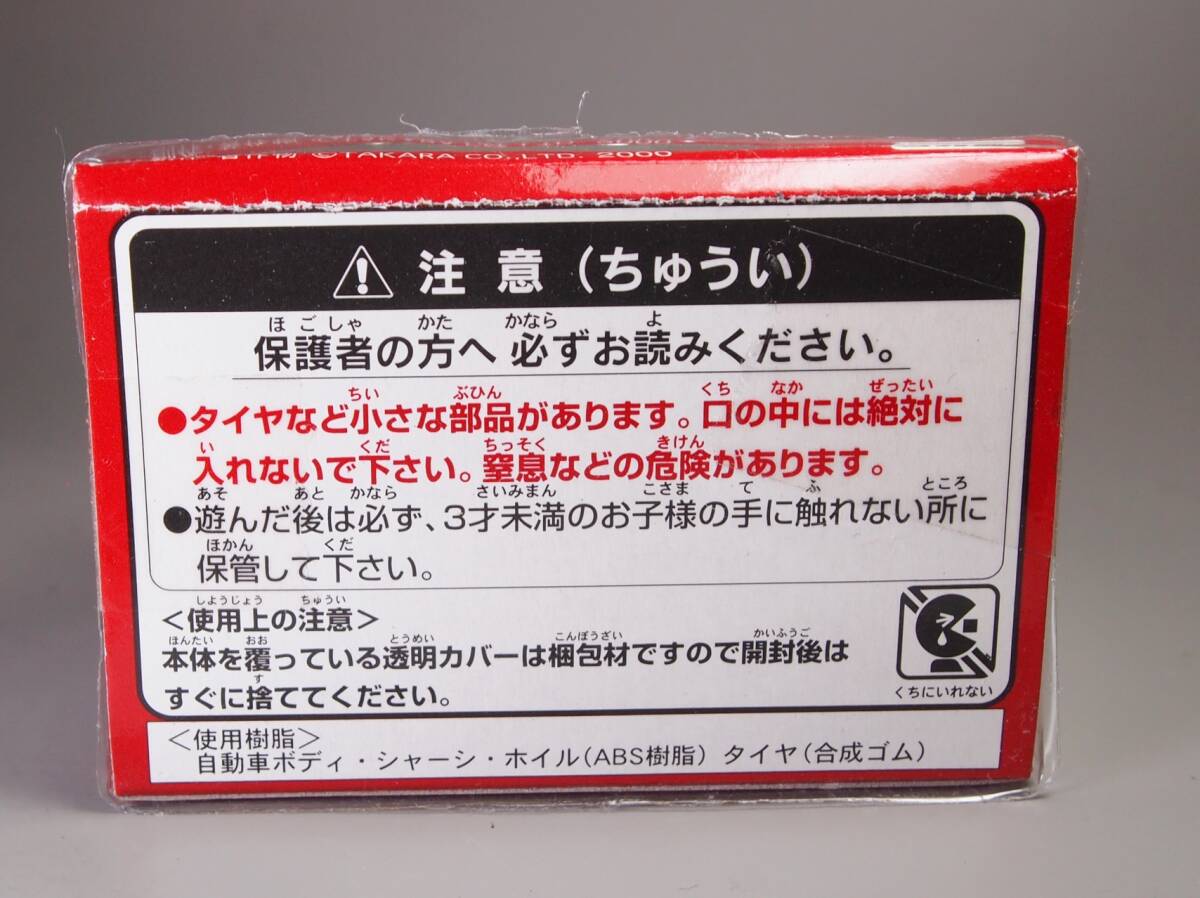 ©TAKARA CO.,LTD. 2000
注意（ちゅうい）
ほごしゃ かた かなら よ
保護者の方へ 必ずお読みください。
ちい ぶひん くち なか ぜったい
●タイヤなど小さな部品があります。口の中には絶対に
い くだ ちっそく きけん
入れないで下さい。窒息などの危険があります。
あそ あと かなら さいみまん こさま て ふ ところ
●遊んだ後は必ず、3才未満のお子様の手に触れない所に
ほかん くだ
保管して下さい。
しようじょう ちゅうい
＜使用上の注意＞
ほんたい おお とうめい こんぽうざい かいふうご
本体を覆っている透明カバーは梱包材ですので開封後は
す
すぐに捨ててください。
くちにいれない
＜使用樹脂＞
自動車ボディ・シャーシ・ホイル（ABS樹脂） タイヤ（合成ゴム）